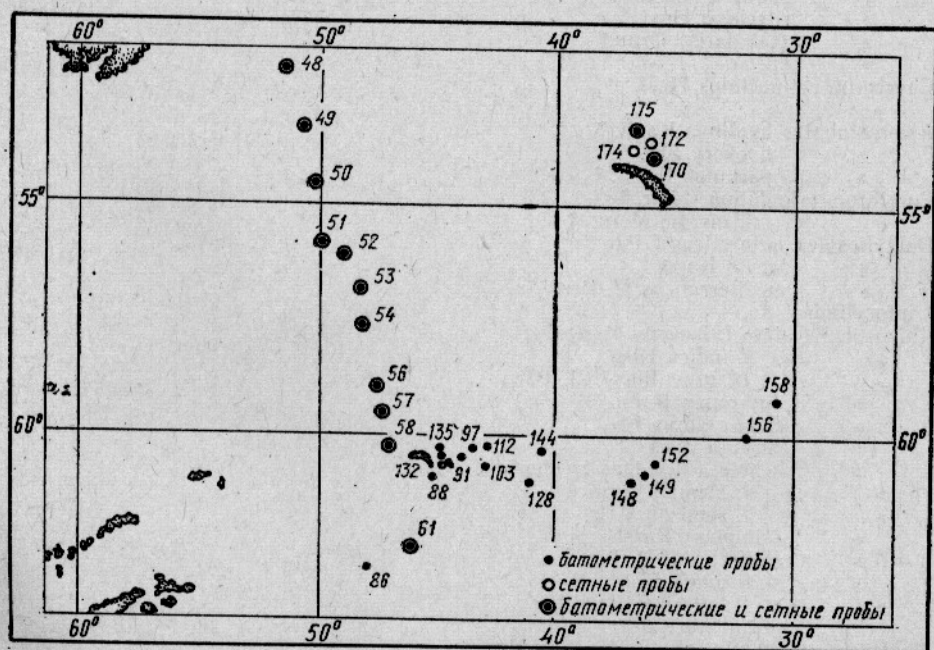 60° 50° 40° 30°
48
49
175
172
174
170
50
55° 55°
51
52
53
54
56
57
158
58
60° 135 97 112 144 156 60°
132 91 103 152
88 128 148 149
61
86
батометрические пробы
сетные пробы
батометрические и сетные пробы
60° 50° 40° 30°